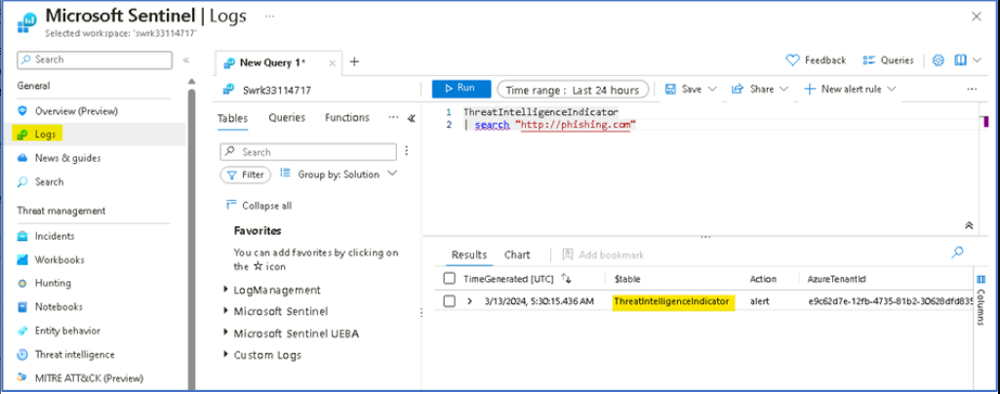 Microsoft Sentinel | Logs ...
Selected workspace: 'swrk33114717'
Search
General
Overview (Preview)
Logs
News & guides
Search
Threat management
Incidents
Workbooks
Hunting
Notebooks
Entity behavior
Threat intelligence
MITRE ATT&CK (Preview)
New Query 1*
Feedback
Queries
Swrk33114717
Run
Time range : Last 24 hours
Save
Share
New alert rule
...
Tables
Queries
Functions
...
Search
Filter
Group by: Solution
Collapse all
Favorites
You can add favorites by clicking on
the ☆ icon
LogManagement
Microsoft Sentinel
Microsoft Sentinel UEBA
Custom Logs
1 ThreatIntelligenceIndicator
2 | search "http://phishing.com"
Results
Chart
Add bookmark
TimeGenerated [UTC]
$table
Action
AzureTenantId
3/13/2024, 5:30:15.436 AM
ThreatIntelligenceIndicator
alert
e9c62d7e-12fb-4735-81b2-30628dfd835
Columns